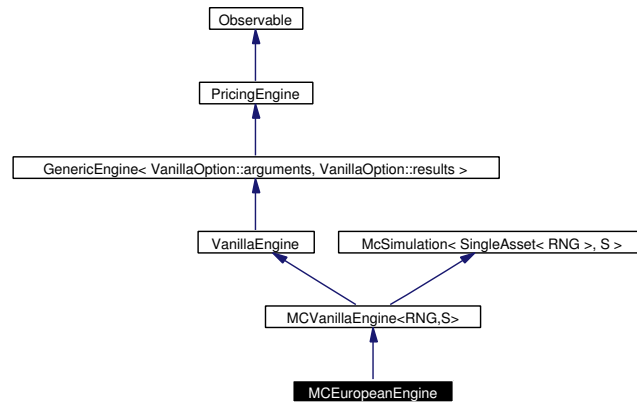 Observable
PricingEngine
GenericEngine< VanillaOption::arguments, VanillaOption::results >
VanillaEngine
McSimulation< SingleAsset< RNG >, S >
MCVanillaEngine<RNG,S>
MCEuropeanEngine